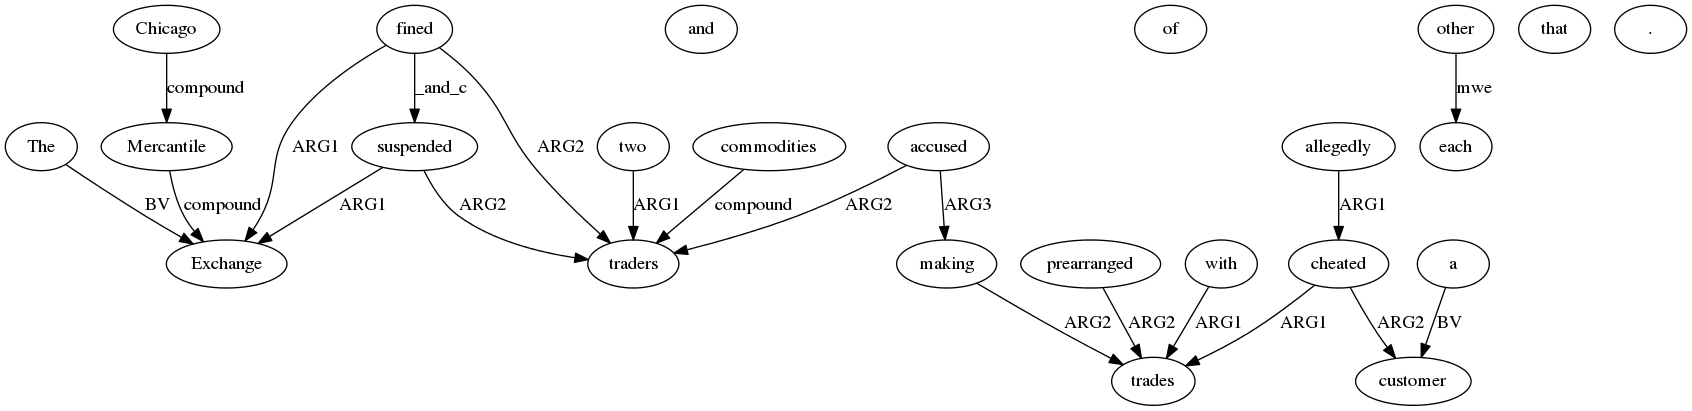 Chicago fined and of other that .
compound _and_c mwe
The Mercantile suspended two commodities accused allegedly each
ARG1 ARG2
BV compound ARG1 ARG2 ARG1 compound ARG2 ARG3 ARG1
Exchange traders making prearranged with cheated a
ARG2 ARG2 ARG1 ARG1 ARG2 BV
trades customer